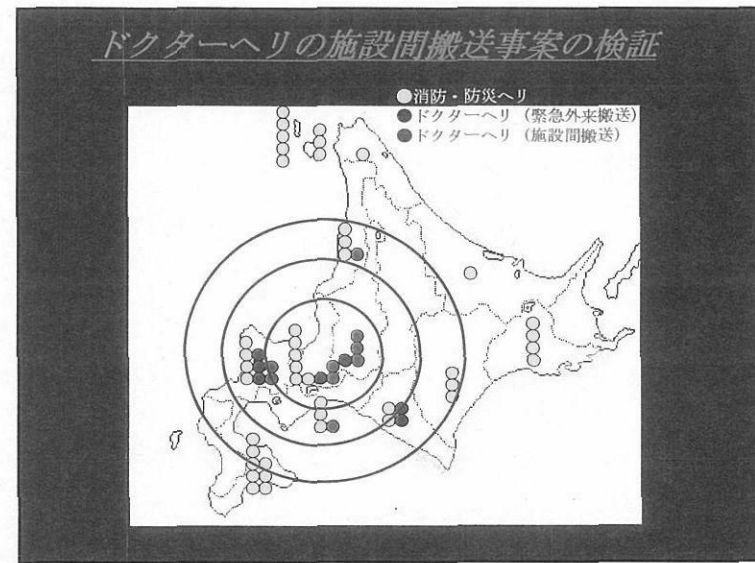 ドクターヘリの施設間搬送事案の検証
消防・防災ヘリ
ドクターヘリ（緊急外来搬送）
ドクターヘリ（施設間搬送）